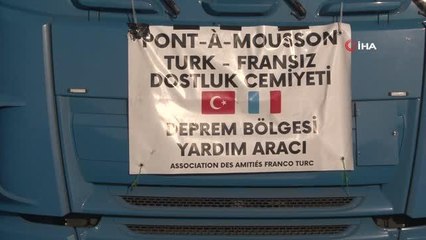 PONT-À-MOUSSON
TURK - FRANSIZ
DOSTLUK CEMİYETİ
DEPREM BÖLGESİ
YARDIM ARACI
ASSOCIATION DES AMITIÉS FRANCO TURC
İHA